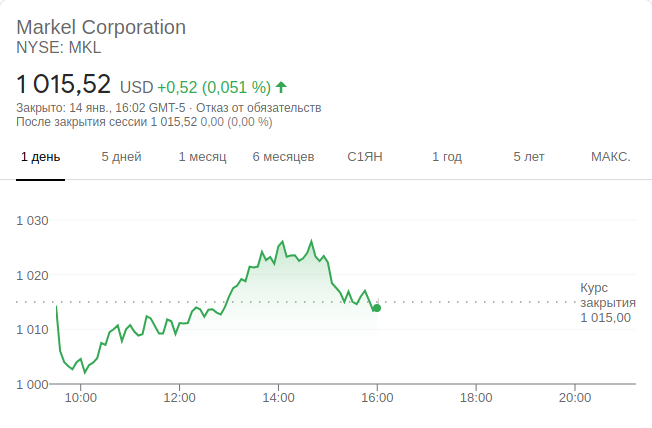 Markel Corporation
NYSE: MKL
1 015,52 USD +0,52 (0,051 %)
Закрыто: 14 янв., 16:02 GMT-5 · Отказ от обязательств
После закрытия сессии 1 015,52 0,00 (0,00 %)
1 день 5 дней 1 месяц 6 месяцев С1ЯН 1 год 5 лет МАКС.
1 030
1 020
Курс
закрытия
1 015,00
1 010
1 000
10:00 12:00 14:00 16:00 18:00 20:00